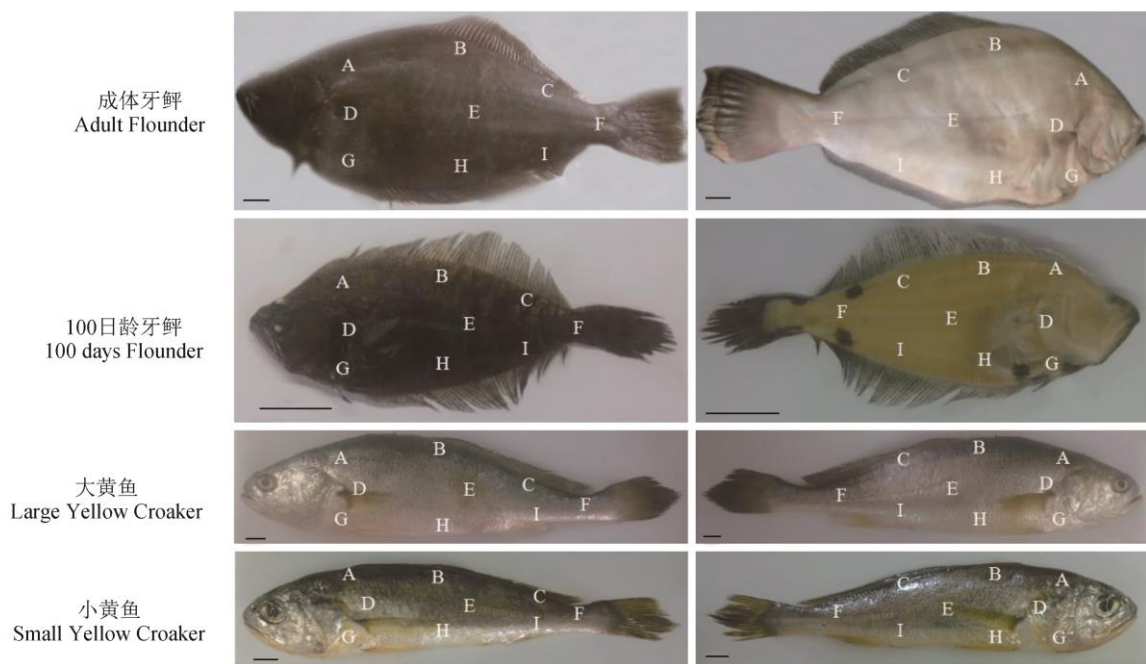 成体牙鲆
Adult Flounder
A B C
D E F
G H I
B A
C
F E D
I H G
100日龄牙鲆
100 days Flounder
A B C
D E F
G H I
C B A
F E D
I H G
大黄鱼
Large Yellow Croaker
A B C
D E F
G H I
C B A
F E D
I H G
小黄鱼
Small Yellow Croaker
A B C
D E F
G H I
C B A
F E D
I H G